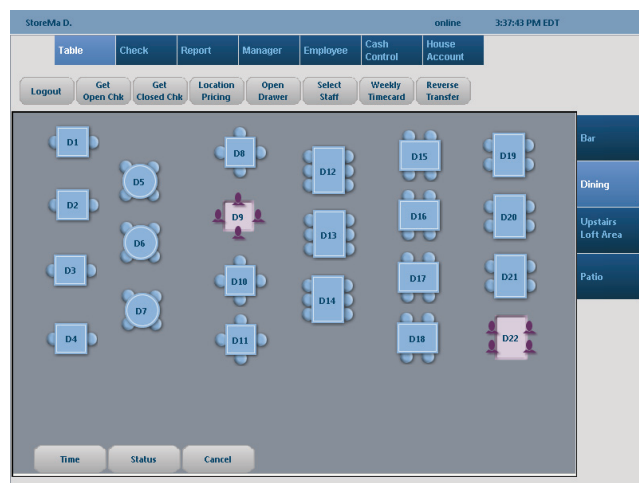 StoreMa D. online 3:37:43 PM EDT
Table Check Report Manager Employee Cash Control House Account
Logout Get Open Chk Get Closed Chk Location Pricing Open Drawer Select Staff Weekly Timecard Reverse Transfer
Bar
Dining
Upstairs
Loft Area
Patio
D1
D2
D3
D4
D5
D6
D7
D8
D9
D10
D11
D12
D13
D14
D15
D16
D17
D18
D19
D20
D21
D22
Time Status Cancel